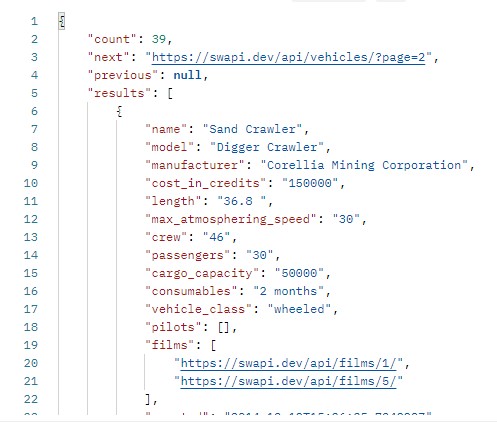 1 {
2 "count": 39,
3 "next": "https://swapi.dev/api/vehicles/?page=2",
4 "previous": null,
5 "results": [
6 {
7 "name": "Sand Crawler",
8 "model": "Digger Crawler",
9 "manufacturer": "Corellia Mining Corporation",
10 "cost_in_credits": "150000",
11 "length": "36.8 ",
12 "max_atmosphering_speed": "30",
13 "crew": "46",
14 "passengers": "30",
15 "cargo_capacity": "50000",
16 "consumables": "2 months",
17 "vehicle_class": "wheeled",
18 "pilots": [],
19 "films": [
20 "https://swapi.dev/api/films/1/",
21 "https://swapi.dev/api/films/5/"
22 ],